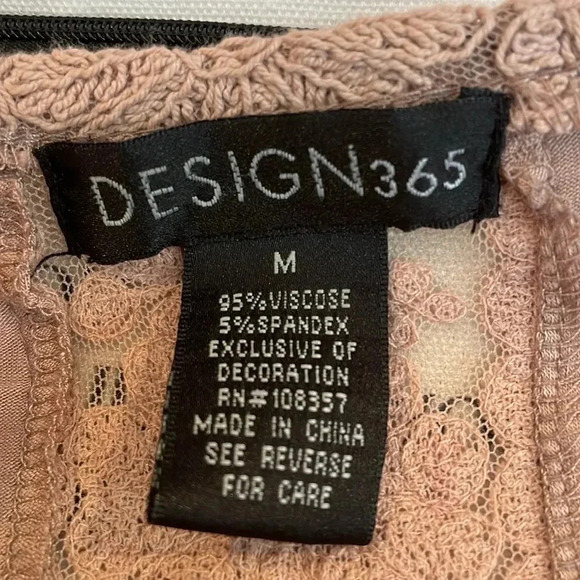 DESIGN365
M
95%VISCOSE
5%SPANDEX
EXCLUSIVE OF
DECORATION
RN#108357
MADE IN CHINA
SEE REVERSE
FOR CARE